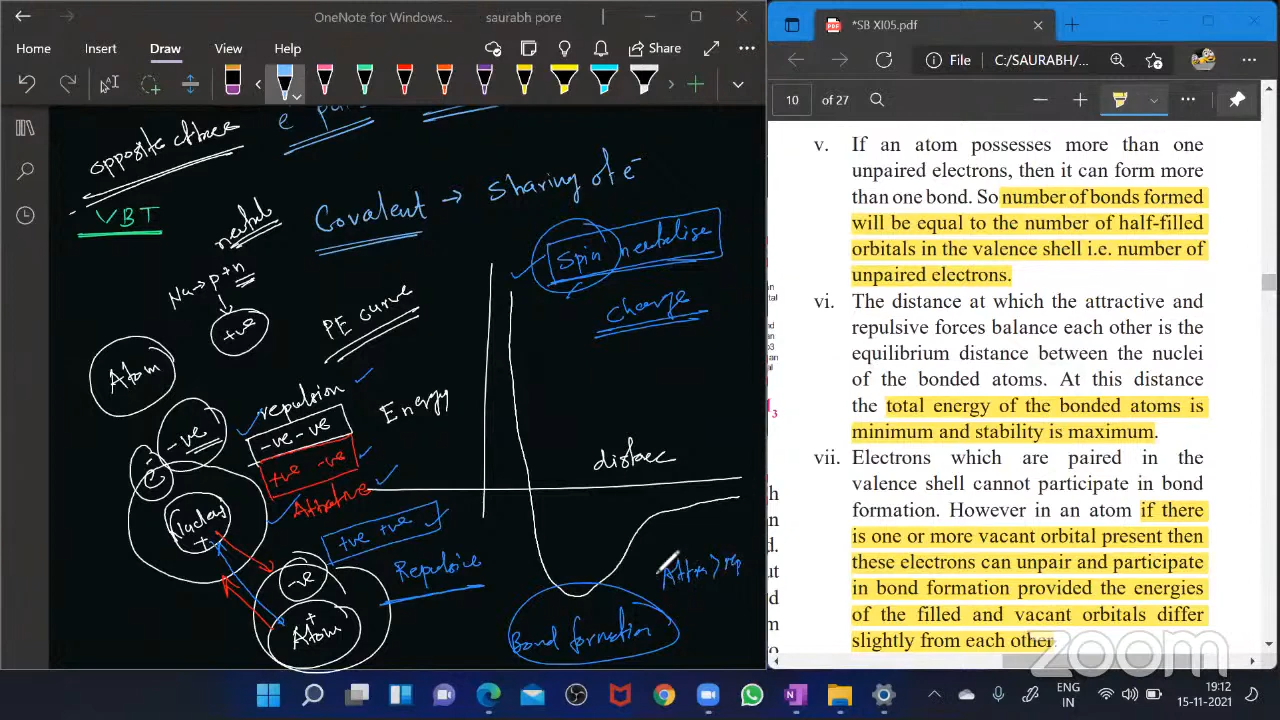 OneNote for Windows...
saurabh pore
Home
Insert
Draw
View
Help
Share
opposite
VBT
Covalent → Sharing of e⁻
neutral
Spin neutralise
Charge
Na → p+n
+ve
PE curve
Atom
repulsion
-ve -ve
+ve -ve
Attrative
Energy
distace
-ve
e⁻
Nucleus
+
+ve +ve
Repulsive
-ve
+
Atom
Attra > rep
Bond formation
*SB XI05.pdf
File
C:/SAURABH/...
10 of 27
v. If an atom possesses more than one
unpaired electrons, then it can form more
than one bond. So number of bonds formed
will be equal to the number of half-filled
orbitals in the valence shell i.e. number of
unpaired electrons.
vi. The distance at which the attractive and
repulsive forces balance each other is the
equilibrium distance between the nuclei
of the bonded atoms. At this distance
the total energy of the bonded atoms is
minimum and stability is maximum.
vii. Electrons which are paired in the
valence shell cannot participate in bond
formation. However in an atom if there
is one or more vacant orbital present then
these electrons can unpair and participate
in bond formation provided the energies
of the filled and vacant orbitals differ
slightly from each other.
zoom
ENG
IN
19:12
15-11-2021